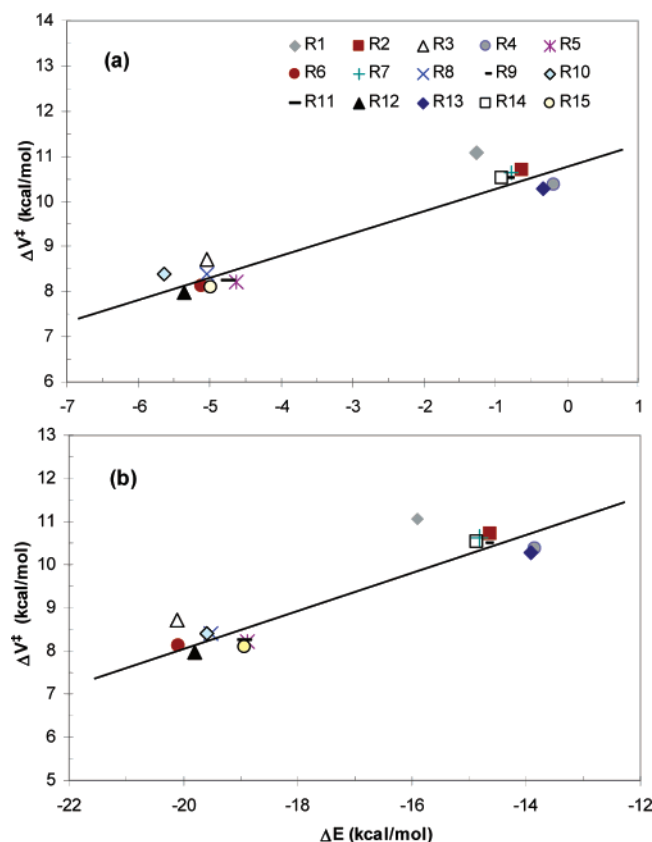 14
13
12
11
10
9
8
7
6
ΔV‡ (kcal/mol)
(a)
R1 R2 R3 R4 R5
R6 R7 R8 R9 R10
R11 R12 R13 R14 R15
-7 -6 -5 -4 -3 -2 -1 0 1
13
12
11
10
9
8
7
6
5
ΔV‡ (kcal/mol)
(b)
-22 -20 -18 -16 -14 -12
ΔE (kcal/mol)